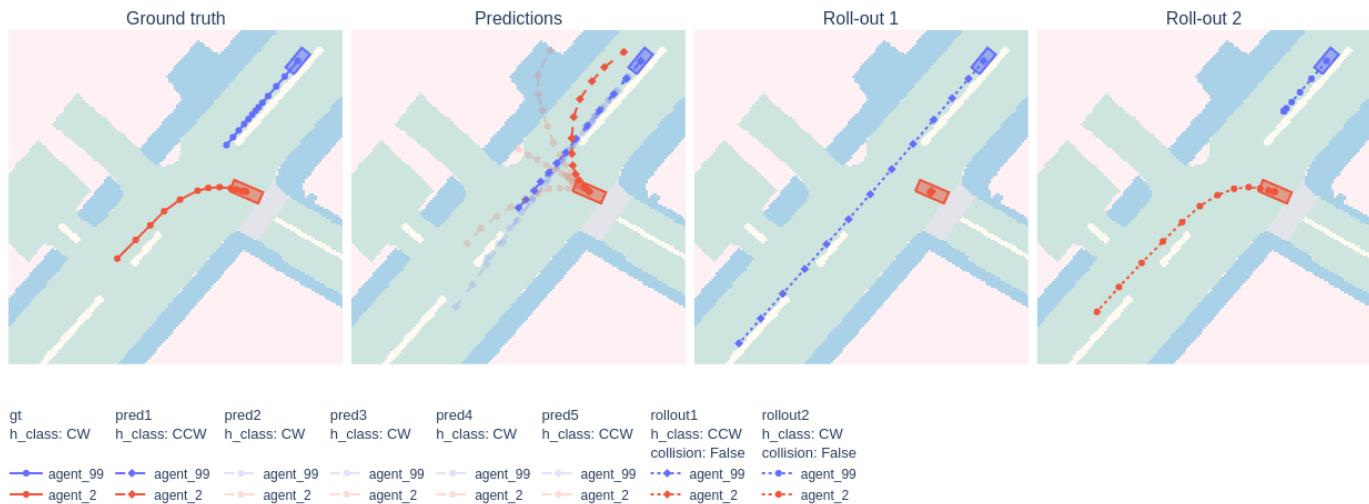 Ground truth Predictions Roll-out 1 Roll-out 2
gt pred1 pred2 pred3 pred4 pred5 rollout1 rollout2
h_class: CW h_class: CCW h_class: CW h_class: CW h_class: CW h_class: CCW h_class: CCW h_class: CW
collision: False collision: False
agent_99 agent_99 agent_99 agent_99 agent_99 agent_99 agent_99 agent_99
agent_2 agent_2 agent_2 agent_2 agent_2 agent_2 agent_2 agent_2